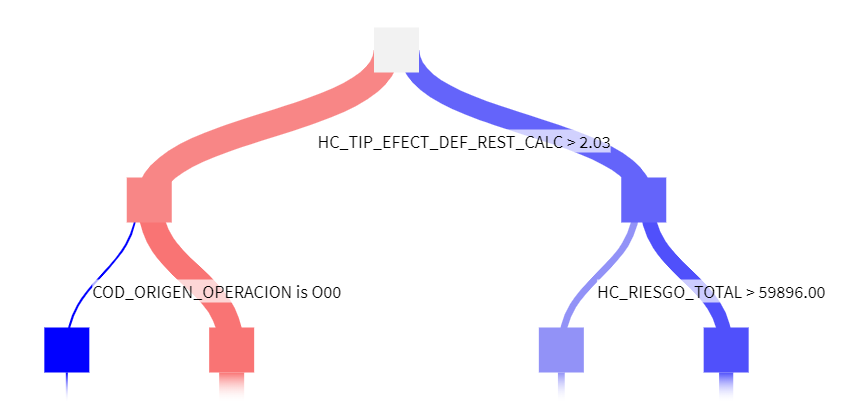 HC_TIP_EFECT_DEF_REST_CALC > 2.03
COD_ORIGEN_OPERACION is O00
HC_RIESGO_TOTAL > 59896.00